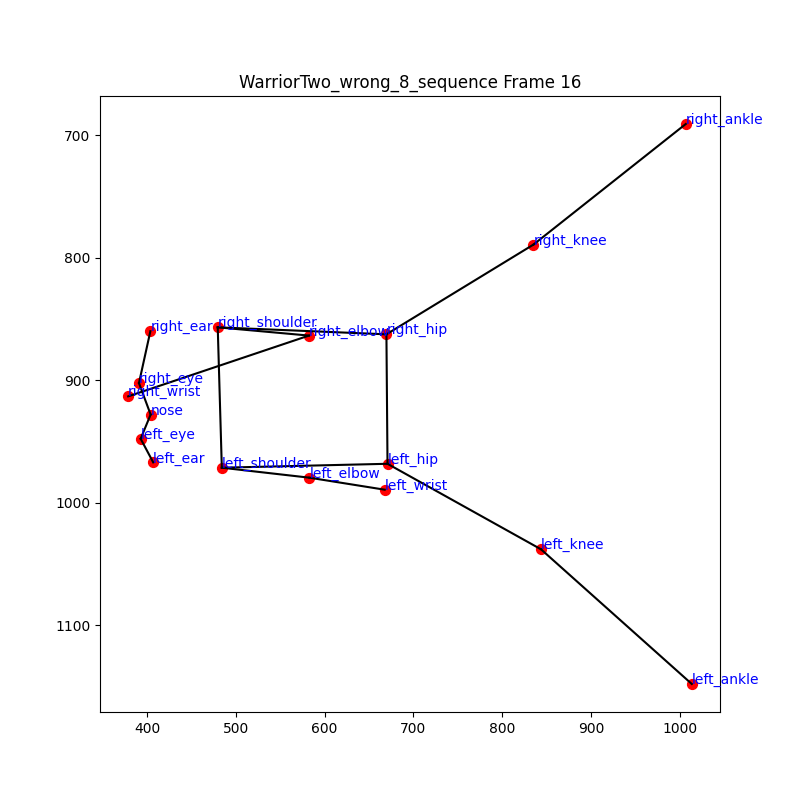 WarriorTwo_wrong_8_sequence Frame 16
right_ankle
700
right_knee
800
right_shoulder
right_ear
right_elbow
right_hip
right_eye
900
right_wrist
nose
left_eye
left_ear
left_hip
left_shoulder
left_elbow
left_wrist
1000
left_knee
1100
left_ankle
400 500 600 700 800 900 1000